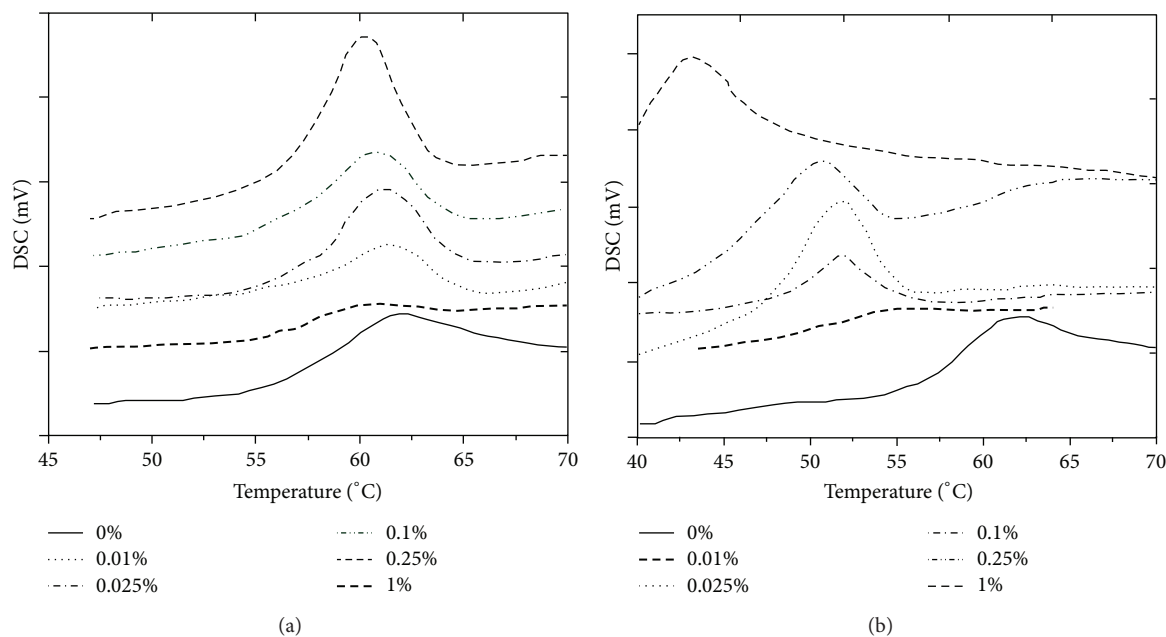 DSC (mV)
45 50 55 60 65 70
Temperature (˚C)
0% 0.1%
0.01% 0.25%
0.025% 1%
(a)
DSC (mV)
40 45 50 55 60 65 70
Temperature (˚C)
0% 0.1%
0.01% 0.25%
0.025% 1%
(b)